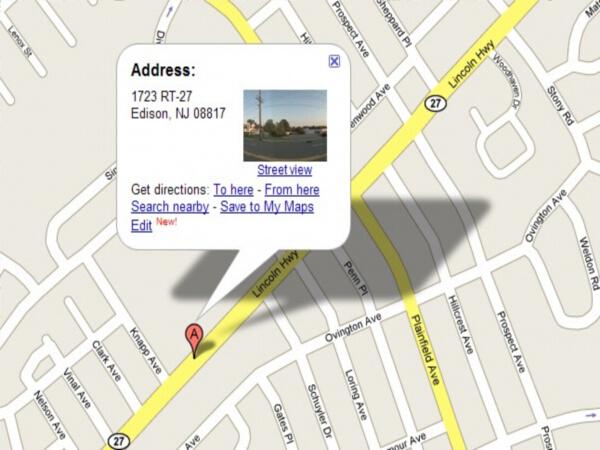 Address:
1723 RT-27
Edison, NJ 08817
Street view
Get directions: To here - From here
Search nearby - Save to My Maps
Edit New!
A
Lenox St
Prospect Ave
Sheppard Pl
Lincoln Hwy
27
Woodhaven Dr
Stony Rd
Ovington Ave
Weldon Rd
Lincoln Hwy
Penn Pl
Ovington Ave
Plainfield Ave
Hillcrest Ave
Prospect Ave
Knapp Ave
Clark Ave
Vinal Ave
Nelson Ave
27
Gates Pl
Schuyler Dr
Loring Ave
Ave